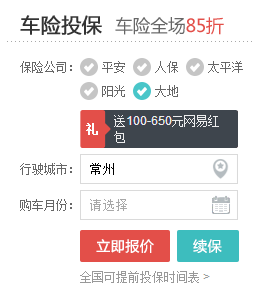 车险投保 车险全场85折
保险公司： 平安 人保 太平洋
阳光 大地
礼 送100-650元网易红
包
行驶城市： 常州
购车月份： 请选择
立即报价 续保
全国可提前投保时间表 >